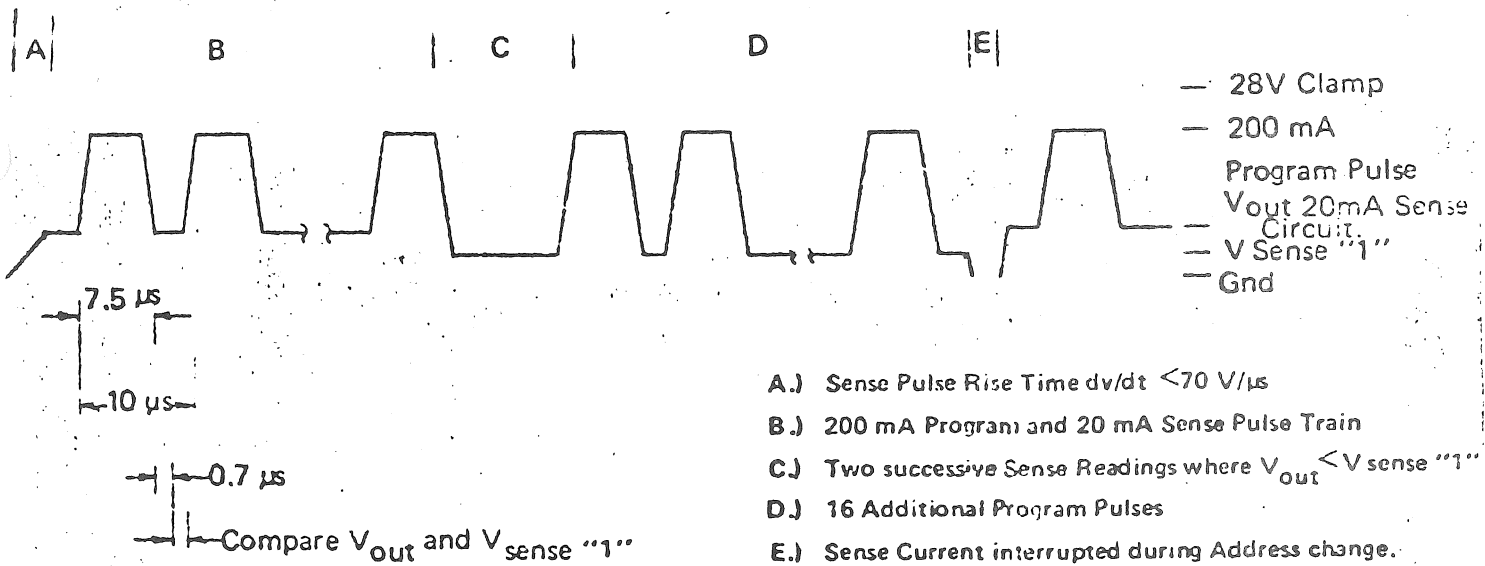 A B C D E
28V Clamp
200 mA
Program Pulse
Vout 20mA Sense
Circuit.
V Sense "1"
Gnd
7.5 µs
10 µs
0.7 µs
Compare Vout and Vsense "1"
A.) Sense Pulse Rise Time dv/dt <70 V/µs
B.) 200 mA Program and 20 mA Sense Pulse Train
C.) Two successive Sense Readings where Vout < V sense "1"
D.) 16 Additional Program Pulses
E.) Sense Current interrupted during Address change.